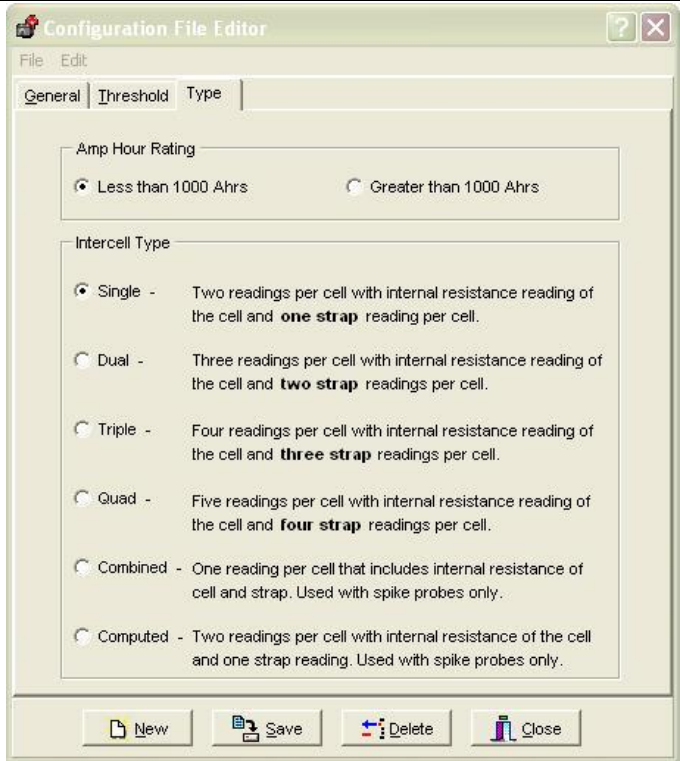 Configuration File Editor
File Edit
General Threshold Type
Amp Hour Rating
Less than 1000 Ahrs Greater than 1000 Ahrs
Intercell Type
Single - Two readings per cell with internal resistance reading of
the cell and one strap reading per cell.
Dual - Three readings per cell with internal resistance reading of
the cell and two strap readings per cell.
Triple - Four readings per cell with internal resistance reading of
the cell and three strap readings per cell.
Quad - Five readings per cell with internal resistance reading of
the cell and four strap readings per cell.
Combined - One reading per cell that includes internal resistance of
cell and strap. Used with spike probes only.
Computed - Two readings per cell with internal resistance of the cell
and one strap reading. Used with spike probes only.
New Save Delete Close